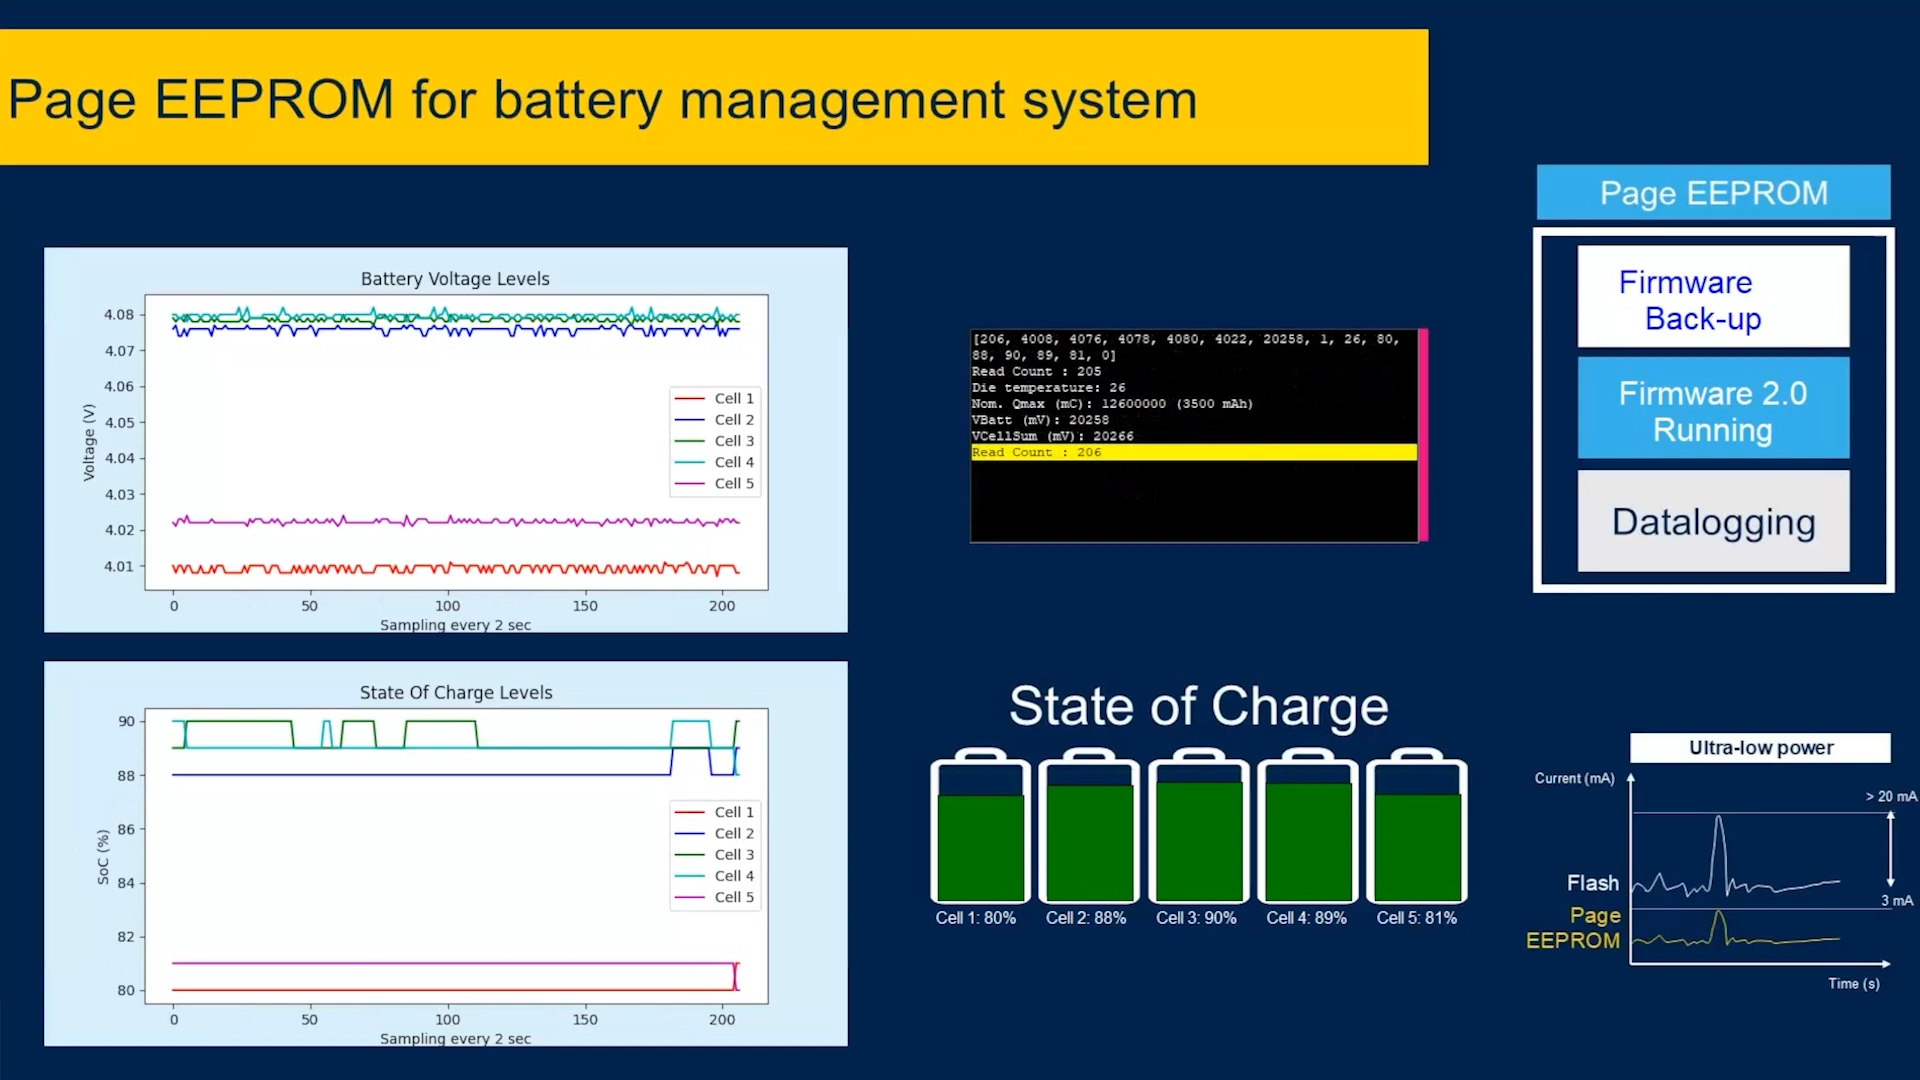 Page EEPROM for battery management system
Battery Voltage Levels
4.08
4.07
4.06
4.05
4.04
4.03
4.02
4.01
Voltage (V)
Cell 1
Cell 2
Cell 3
Cell 4
Cell 5
0 50 100 150 200
Sampling every 2 sec
State Of Charge Levels
90
88
86
84
82
80
SoC (%)
Cell 1
Cell 2
Cell 3
Cell 4
Cell 5
0 50 100 150 200
Sampling every 2 sec
[206, 4008, 4076, 4078, 4080, 4022, 20258, 1, 26, 80,
88, 90, 89, 81, 0]
Read Count : 205
Die temperature: 26
Nom. Qmax (mC): 12600000 (3500 mAh)
VBatt (mV): 20258
VCellSum (mV): 20266
Read Count : 206
State of Charge
Cell 1: 80% Cell 2: 88% Cell 3: 90% Cell 4: 89% Cell 5: 81%
Page EEPROM
Firmware
Back-up
Firmware 2.0
Running
Datalogging
Ultra-low power
Current (mA)
> 20 mA
Flash
3 mA
Page
EEPROM
Time (s)